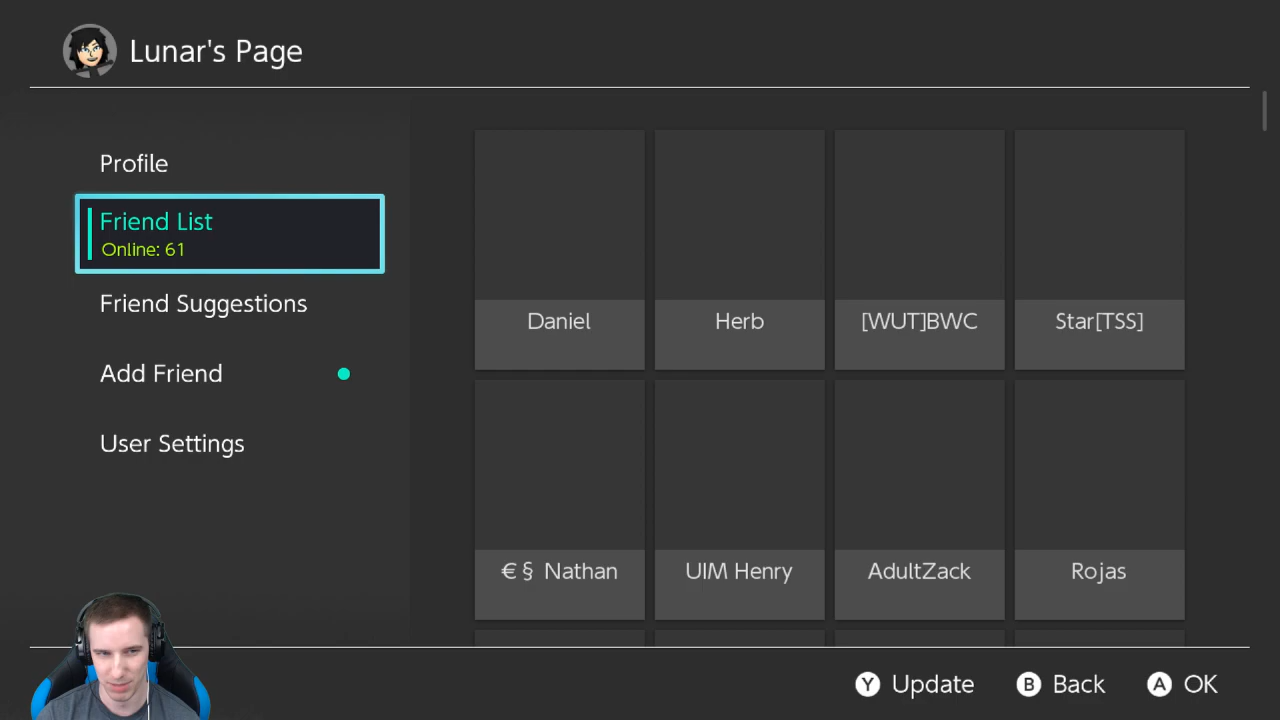 Lunar's Page
Profile
Friend List
Online: 61
Friend Suggestions
Add Friend
User Settings
Daniel
Herb
[WUT]BWC
Star[TSS]
€ § Nathan
UIM Henry
AdultZack
Rojas
Y Update
B Back
A OK